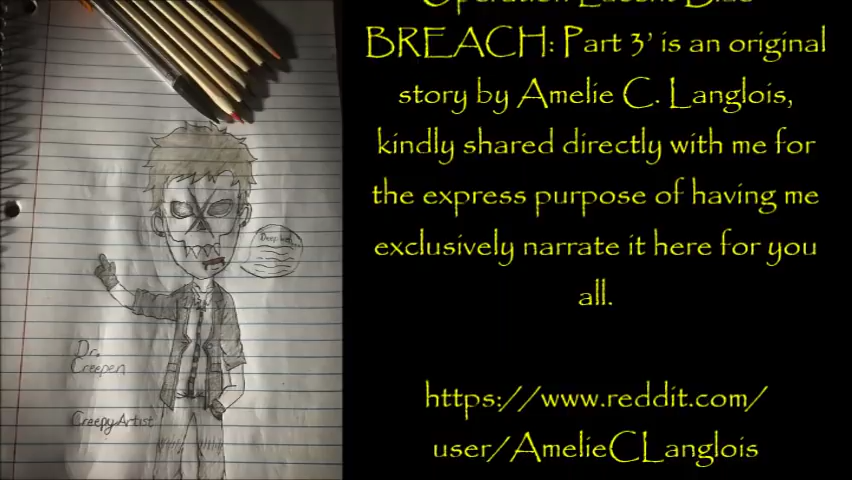 BREACH: Part 3' is an original
story by Amelie C. Langlois,
kindly shared directly with me for
the express purpose of having me
exclusively narrate it here for you
all.
https://www.reddit.com/
user/AmelieCLanglois
Dr.
Creepen
CreepyArtist